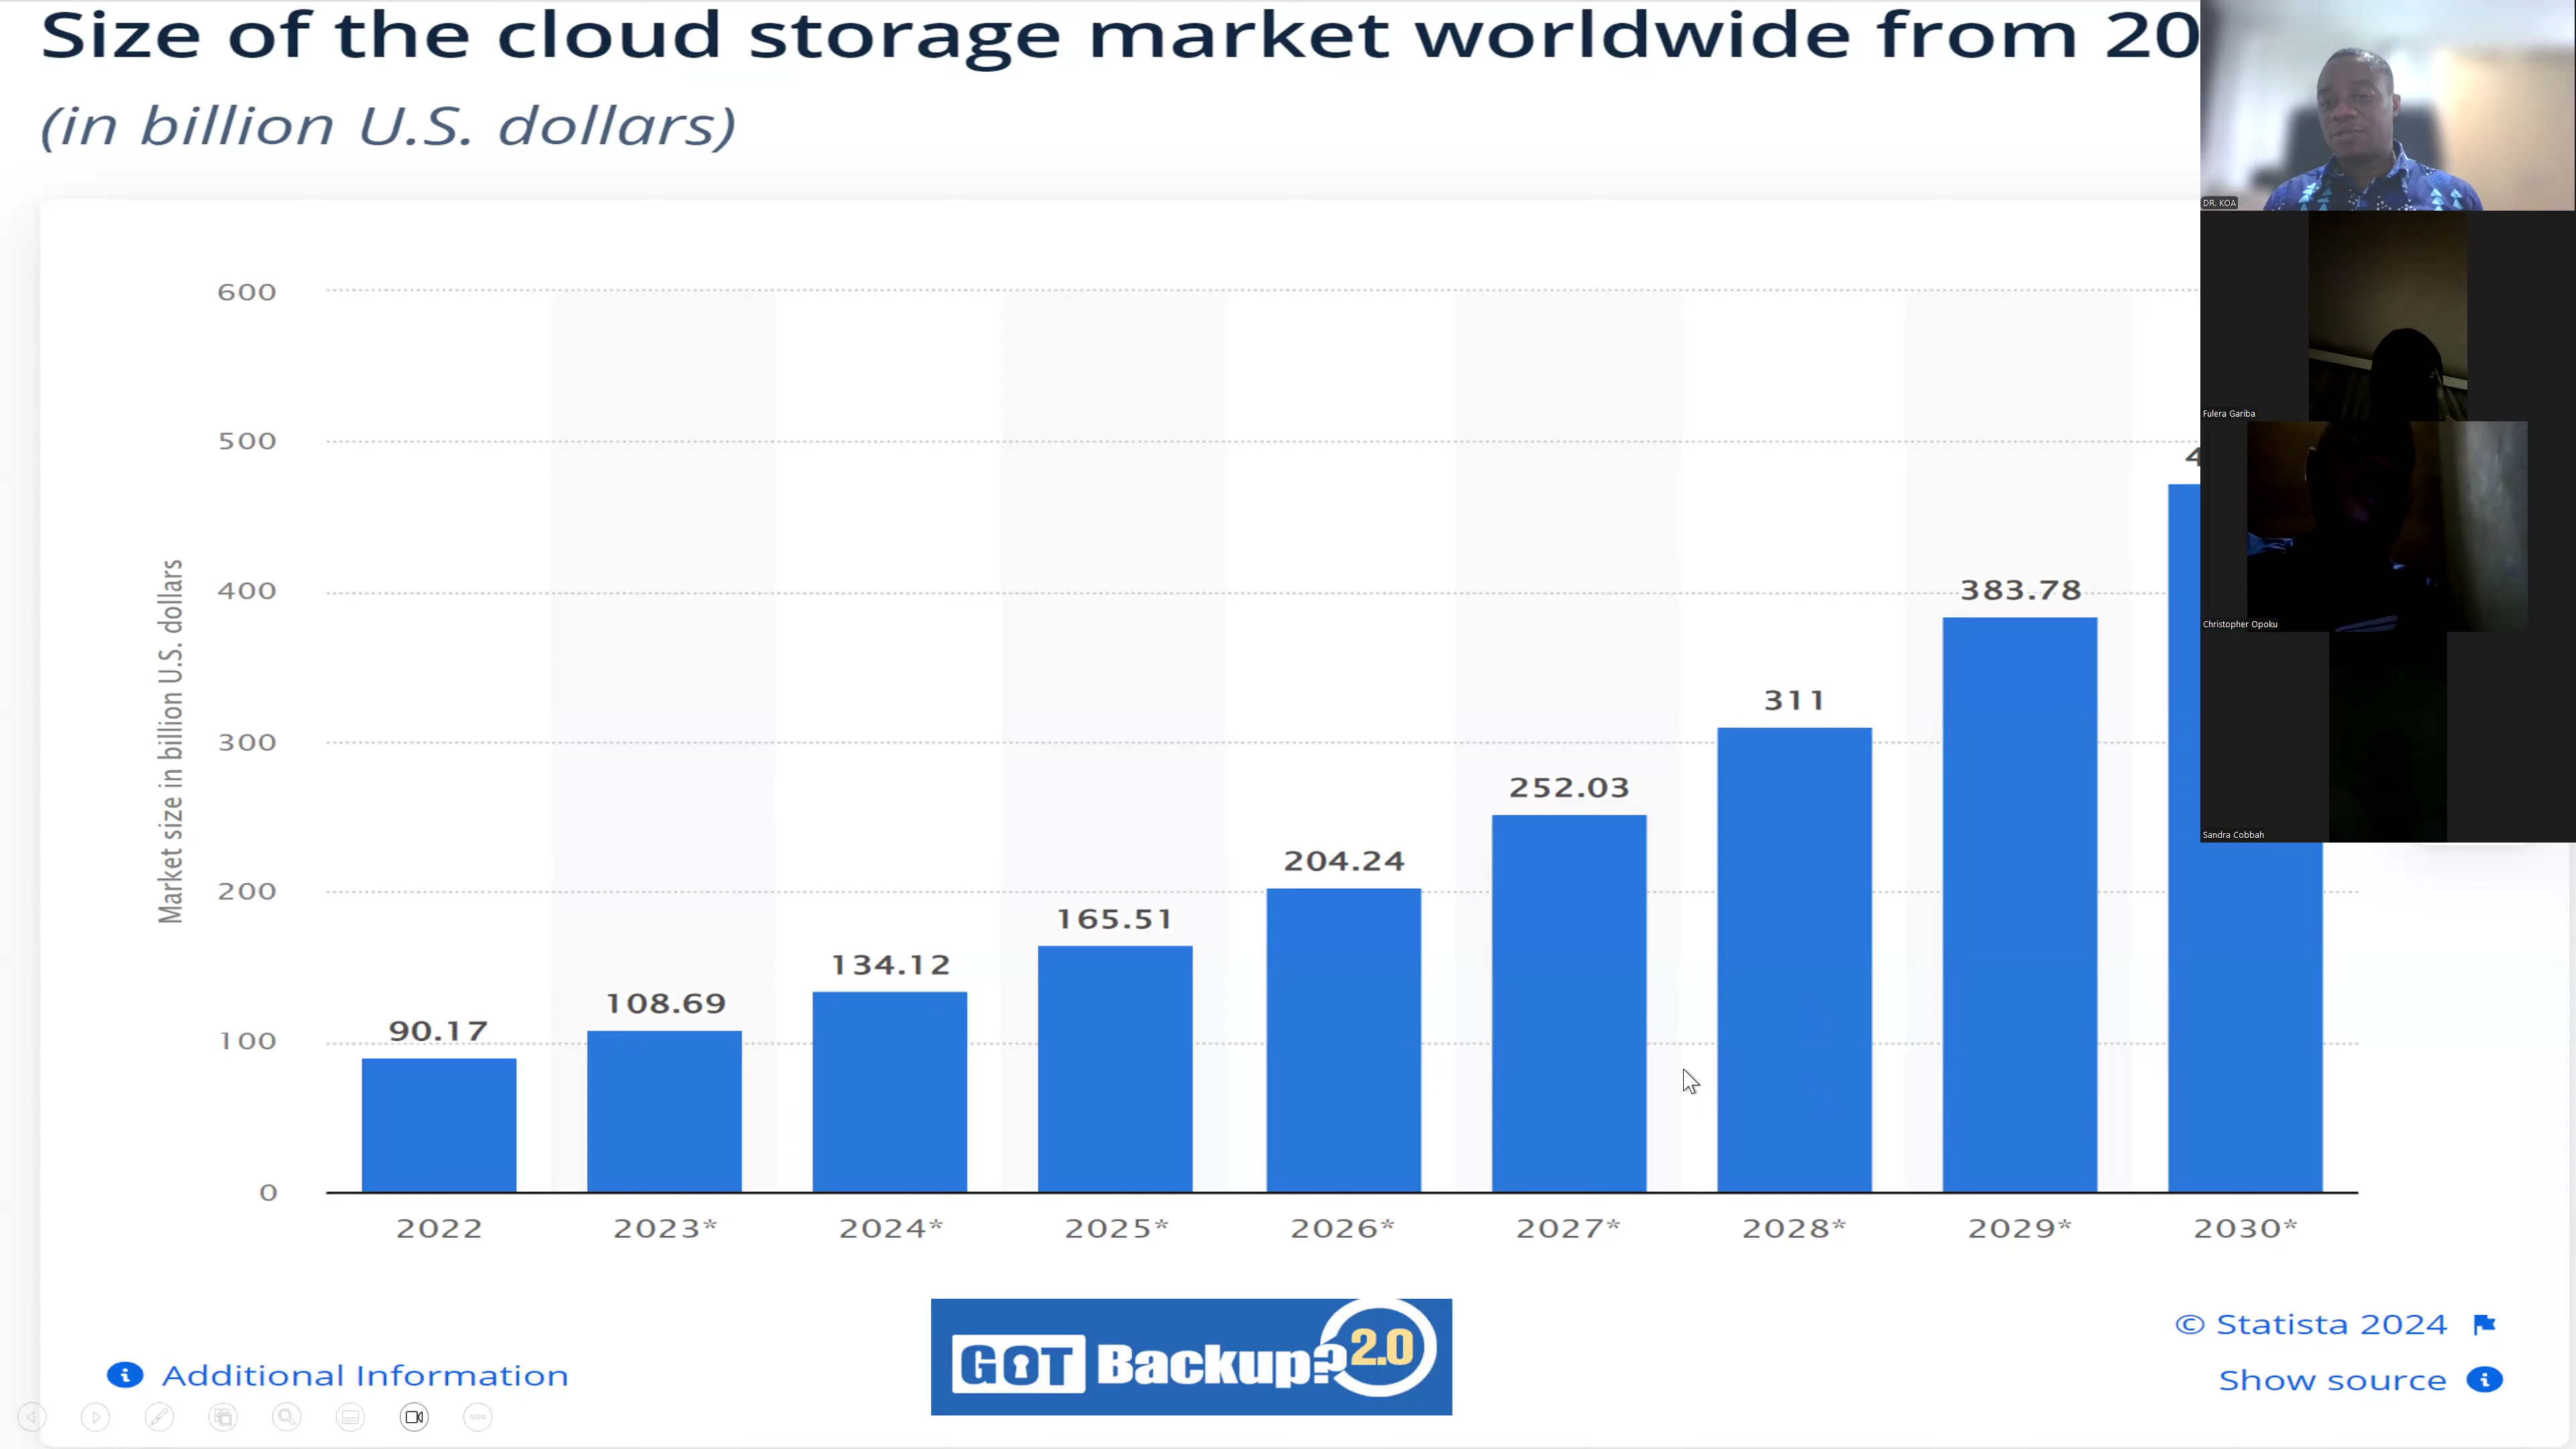 Size of the cloud storage market worldwide from 20
(in billion U.S. dollars)
DR. KOA
Fulera Gariba
Christopher Opoku
Sandra Cobbah
Market size in billion U.S. dollars
600
500
400
300
200
100
0
90.17
108.69
134.12
165.51
204.24
252.03
311
383.78
4
2022
2023*
2024*
2025*
2026*
2027*
2028*
2029*
2030*
GOT Backup? 2.0
© Statista 2024
Additional Information
Show source